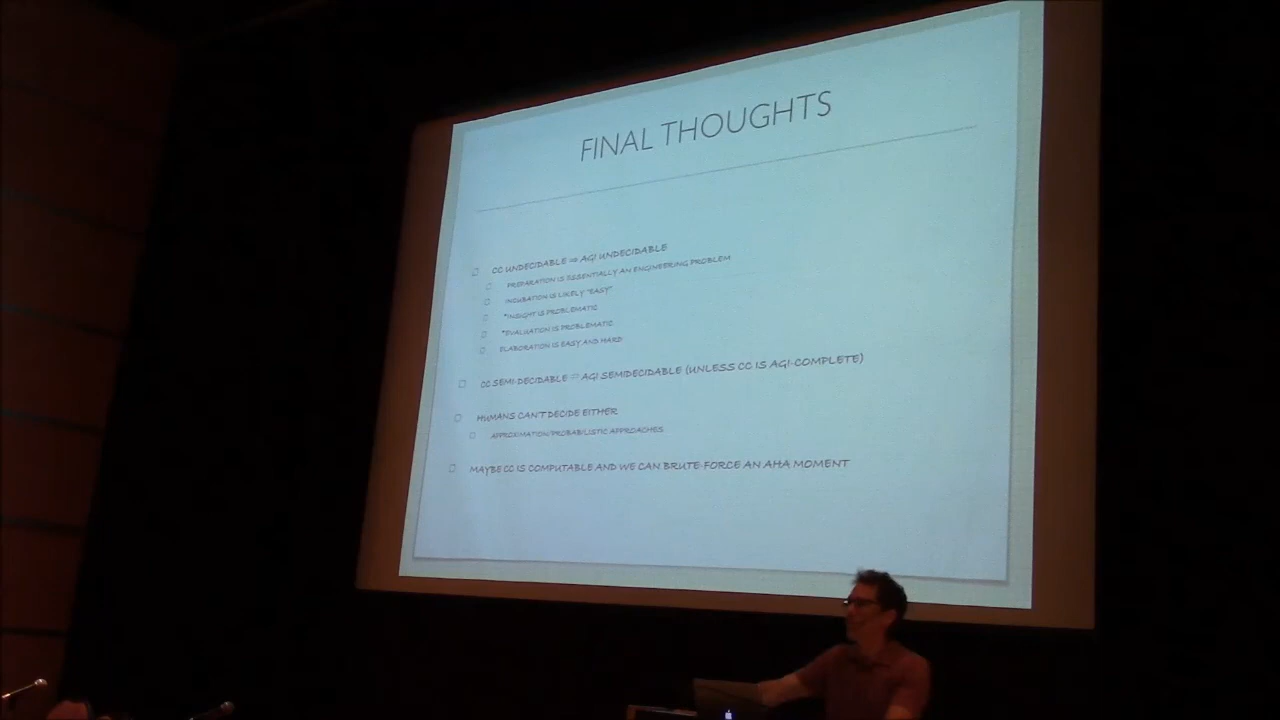 FINAL THOUGHTS
CC UNDECIDABLE ⇒ AGI UNDECIDABLE
PREPARATION IS ESSENTIALLY AN ENGINEERING PROBLEM
INCUBATION IS LIKELY "EASY"
*INSIGHT IS PROBLEMATIC
*EVALUATION IS PROBLEMATIC
ELABORATION IS EASY AND HARD
CC SEMI-DECIDABLE AGI SEMIDECIDABLE (UNLESS CC IS AGI-COMPLETE)
HUMANS CAN'T DECIDE EITHER
APPROXIMATION/PROBABILISTIC APPROACHES
MAYBE CC IS COMPUTABLE AND WE CAN BRUTE-FORCE AN AHA MOMENT